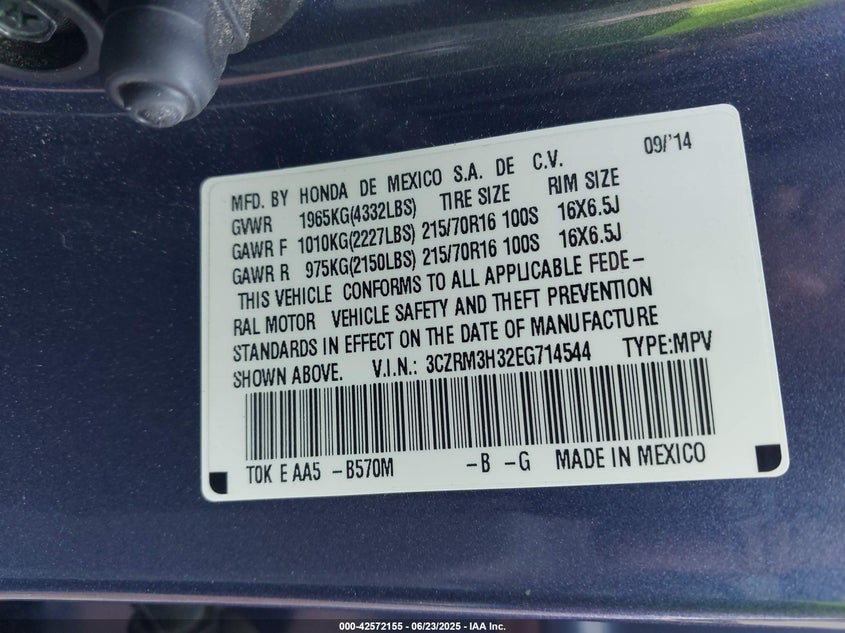 09/'14
MFD. BY HONDA DE MEXICO S.A. DE C.V.
GVWR 1965KG(4332LBS) TIRE SIZE RIM SIZE
GAWR F 1010KG(2227LBS) 215/70R16 100S 16X6.5J
GAWR R 975KG(2150LBS) 215/70R16 100S 16X6.5J
THIS VEHICLE CONFORMS TO ALL APPLICABLE FEDE-
RAL MOTOR VEHICLE SAFETY AND THEFT PREVENTION
STANDARDS IN EFFECT ON THE DATE OF MANUFACTURE
SHOWN ABOVE. V.I.N.: 3CZRM3H32EG714544 TYPE:MPV
T0K E AA5 -B570M -B -G MADE IN MEXICO
000-42572155 - 06/23/2025 - IAA Inc.